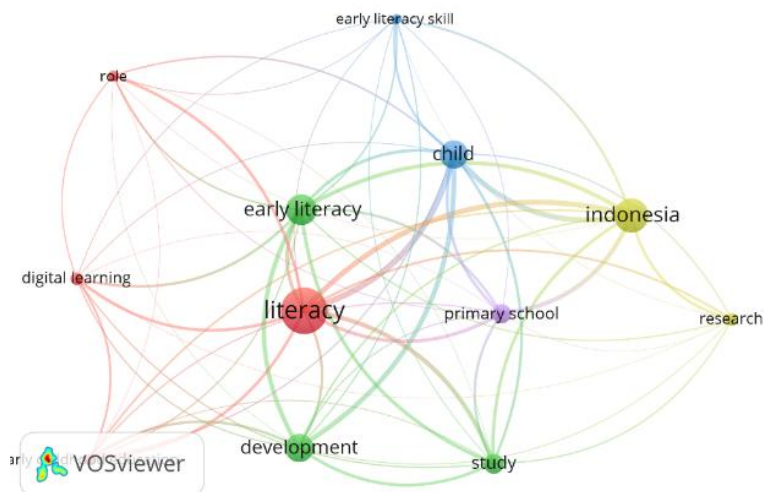 early literacy skill
role
child
early literacy
indonesia
digital learning
literacy
primary school
research
development
VOSviewer
study